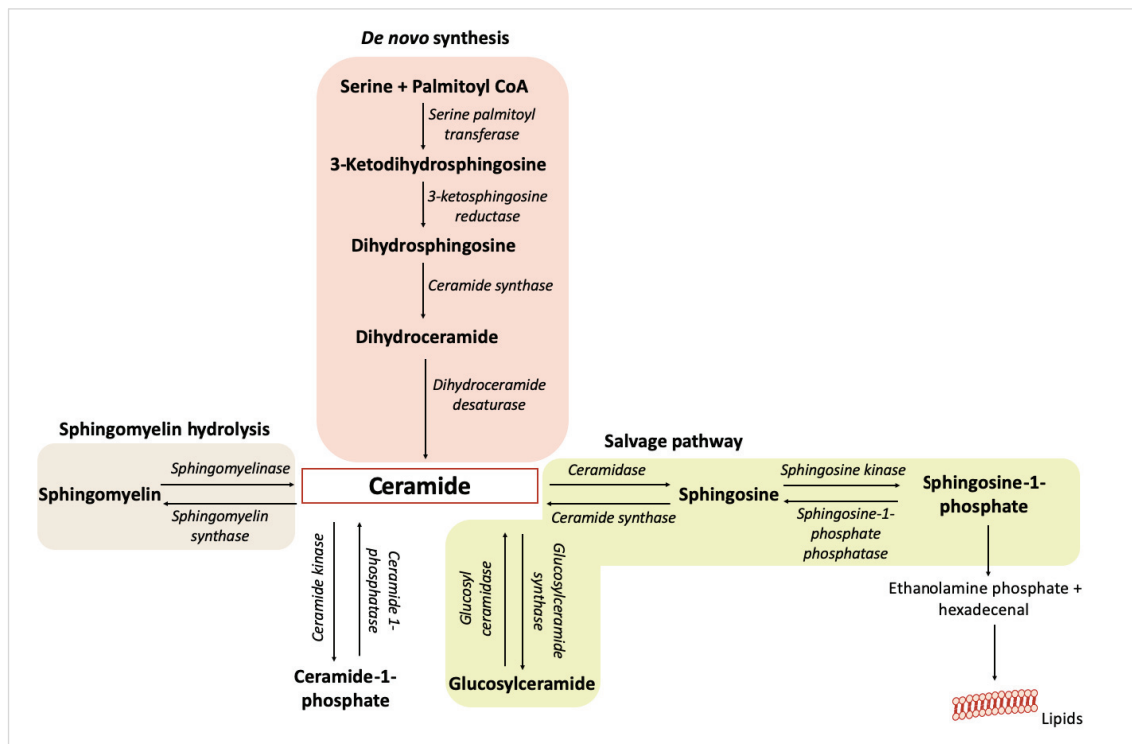 De novo synthesis
Serine + Palmitoyl CoA
Serine palmitoyl
transferase
3-Ketodihydrosphingosine
3-ketosphingosine
reductase
Dihydrosphingosine
Ceramide synthase
Dihydroceramide
Dihydroceramide
desaturase
Sphingomyelin hydrolysis
Sphingomyelinase
Sphingomyelin
Sphingomyelin
synthase
Ceramide
Salvage pathway
Ceramidase
Ceramide synthase
Sphingosine
Sphingosine kinase
Sphingosine-1-
phosphate
phosphatase
Sphingosine-1-
phosphate
Ceramide kinase
Ceramide 1-
phosphatase
Ceramide-1-
phosphate
Glucosyl
ceramidase
Glucosylceramide
synthase
Glucosylceramide
Ethanolamine phosphate +
hexadecenal
Lipids